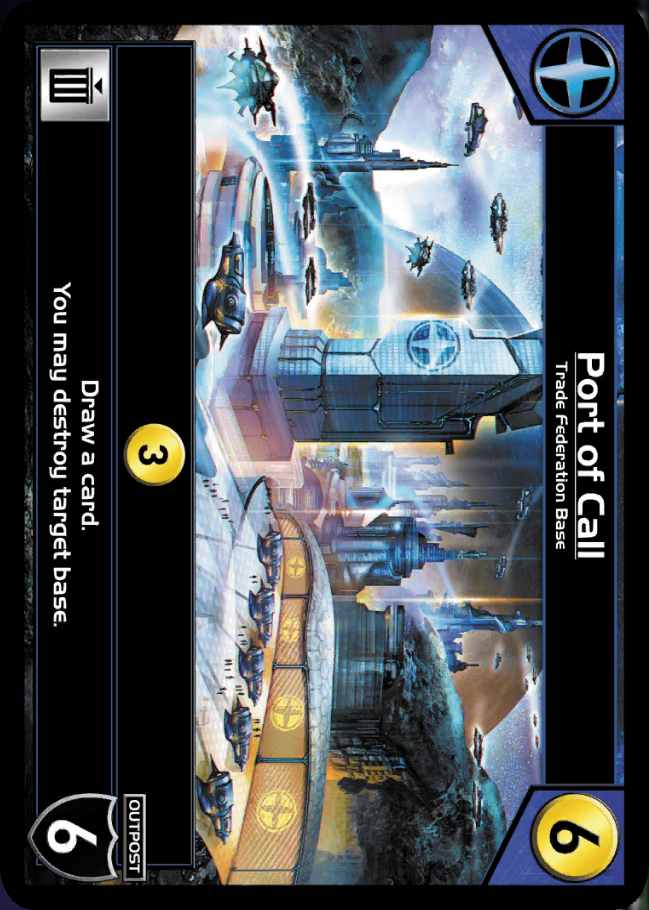 Port of Call
Trade Federation Base
6
3
Draw a card.
You may destroy target base.
OUTPOST
6